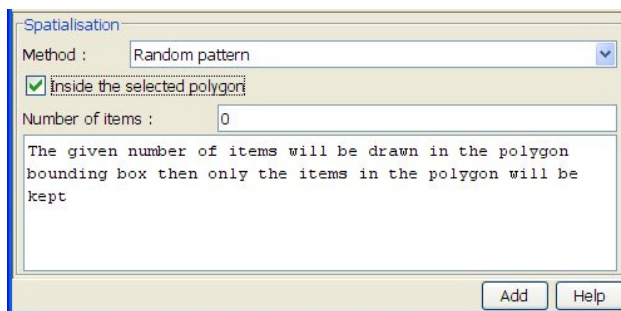 Spatialisation
Method : Random pattern
Inside the selected polygon
Number of items : 0
The given number of items will be drawn in the polygon
bounding box then only the items in the polygon will be
kept
Add Help